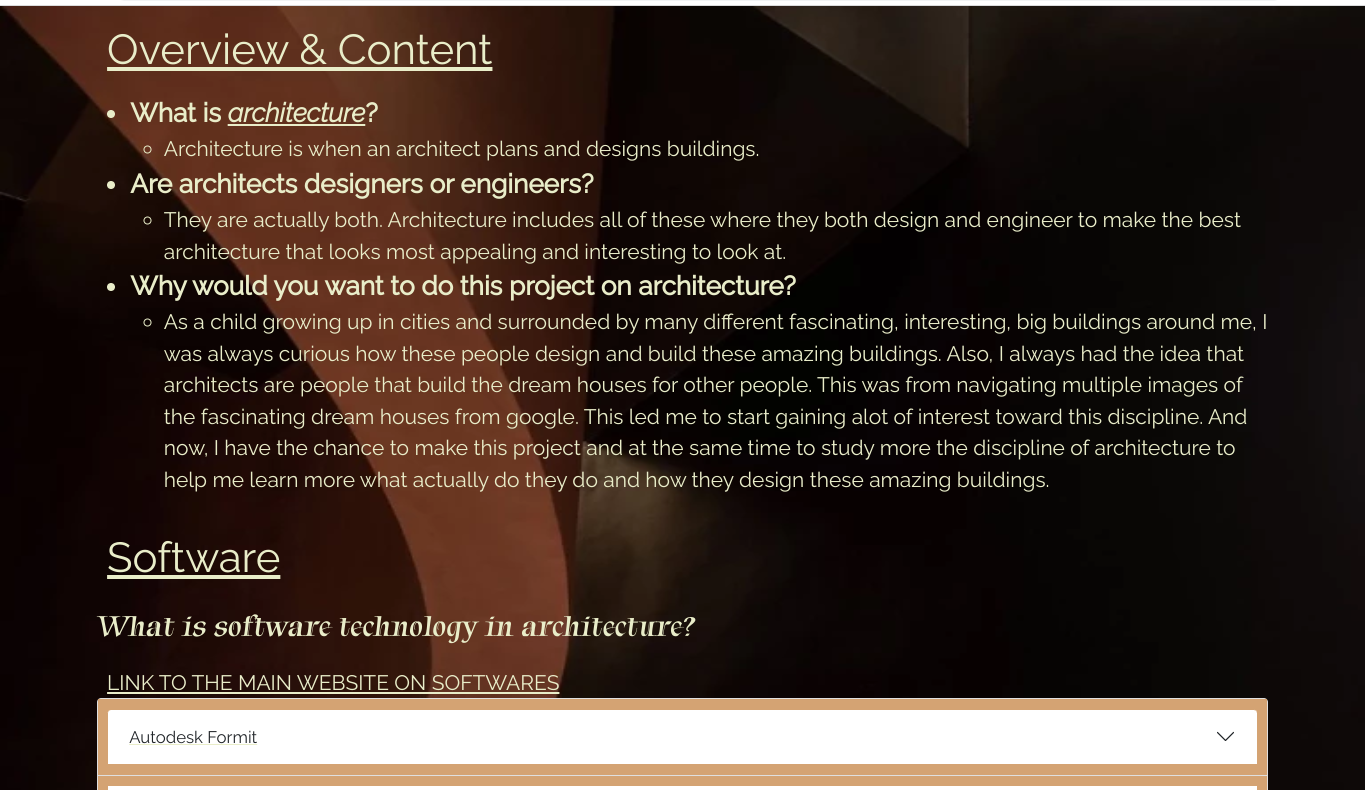 Overview & Content
What is architecture?
Architecture is when an architect plans and designs buildings.
Are architects designers or engineers?
They are actually both. Architecture includes all of these where they both design and engineer to make the best
architecture that looks most appealing and interesting to look at.
Why would you want to do this project on architecture?
As a child growing up in cities and surrounded by many different fascinating, interesting, big buildings around me, I
was always curious how these people design and build these amazing buildings. Also, I always had the idea that
architects are people that build the dream houses for other people. This was from navigating multiple images of
the fascinating dream houses from google. This led me to start gaining alot of interest toward this discipline. And
now, I have the chance to make this project and at the same time to study more the discipline of architecture to
help me learn more what actually do they do and how they design these amazing buildings.
Software
What is software technology in architecture?
LINK TO THE MAIN WEBSITE ON SOFTWARES
Autodesk Formit